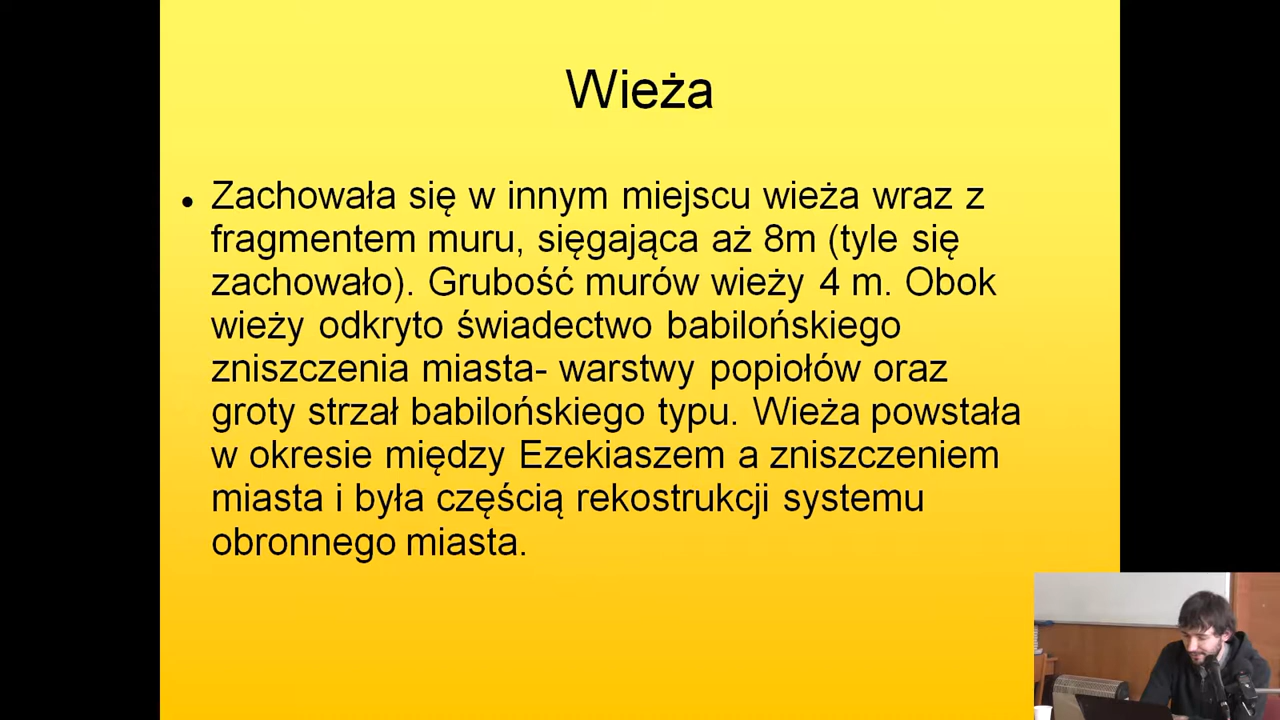 Wieża
• Zachowała się w innym miejscu wieża wraz z
fragmentem muru, sięgająca aż 8m (tyle się
zachowało). Grubość murów wieży 4 m. Obok
wieży odkryto świadectwo babilońskiego
zniszczenia miasta- warstwy popiołów oraz
groty strzał babilońskiego typu. Wieża powstała
w okresie między Ezekiaszem a zniszczeniem
miasta i była częścią rekostrukcji systemu
obronnego miasta.